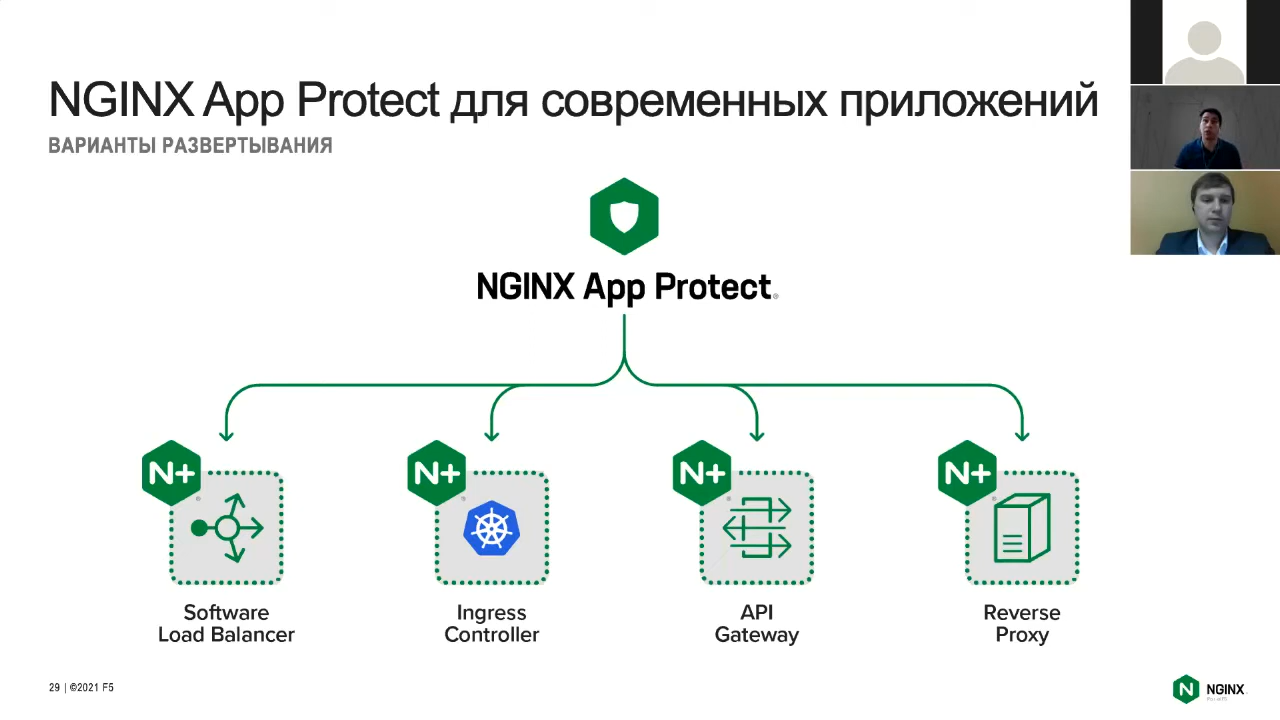 NGINX App Protect для современных приложений
ВАРИАНТЫ РАЗВЕРТЫВАНИЯ
NGINX App Protect
N+
N+
N+
N+
Software
Load Balancer
Ingress
Controller
API
Gateway
Reverse
Proxy
29 | ©2021 F5
N NGINX